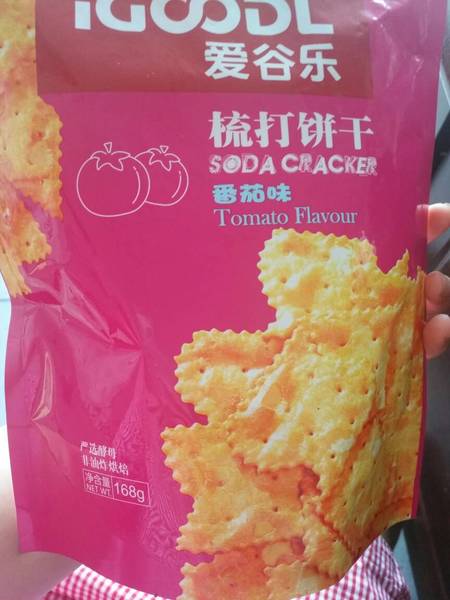 iGOODL
爱谷乐
梳打饼干
SODA CRACKER
番茄味
Tomato Flavour
严选酵母
非油炸烘焙
净含量
NET WT
168g